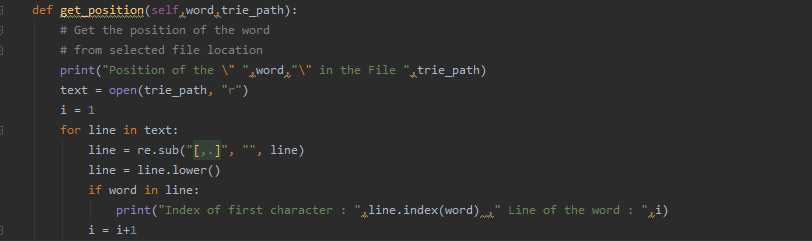 def get_position(self,word,trie_path):
# Get the position of the word
# from selected file location
print("Position of the \" ",word,"\" in the File ",trie_path)
text = open(trie_path, "r")
i = 1
for line in text:
line = re.sub("[,.]", "", line)
line = line.lower()
if word in line:
print("Index of first character : ",line.index(word) ," Line of the word : ",i)
i = i+1